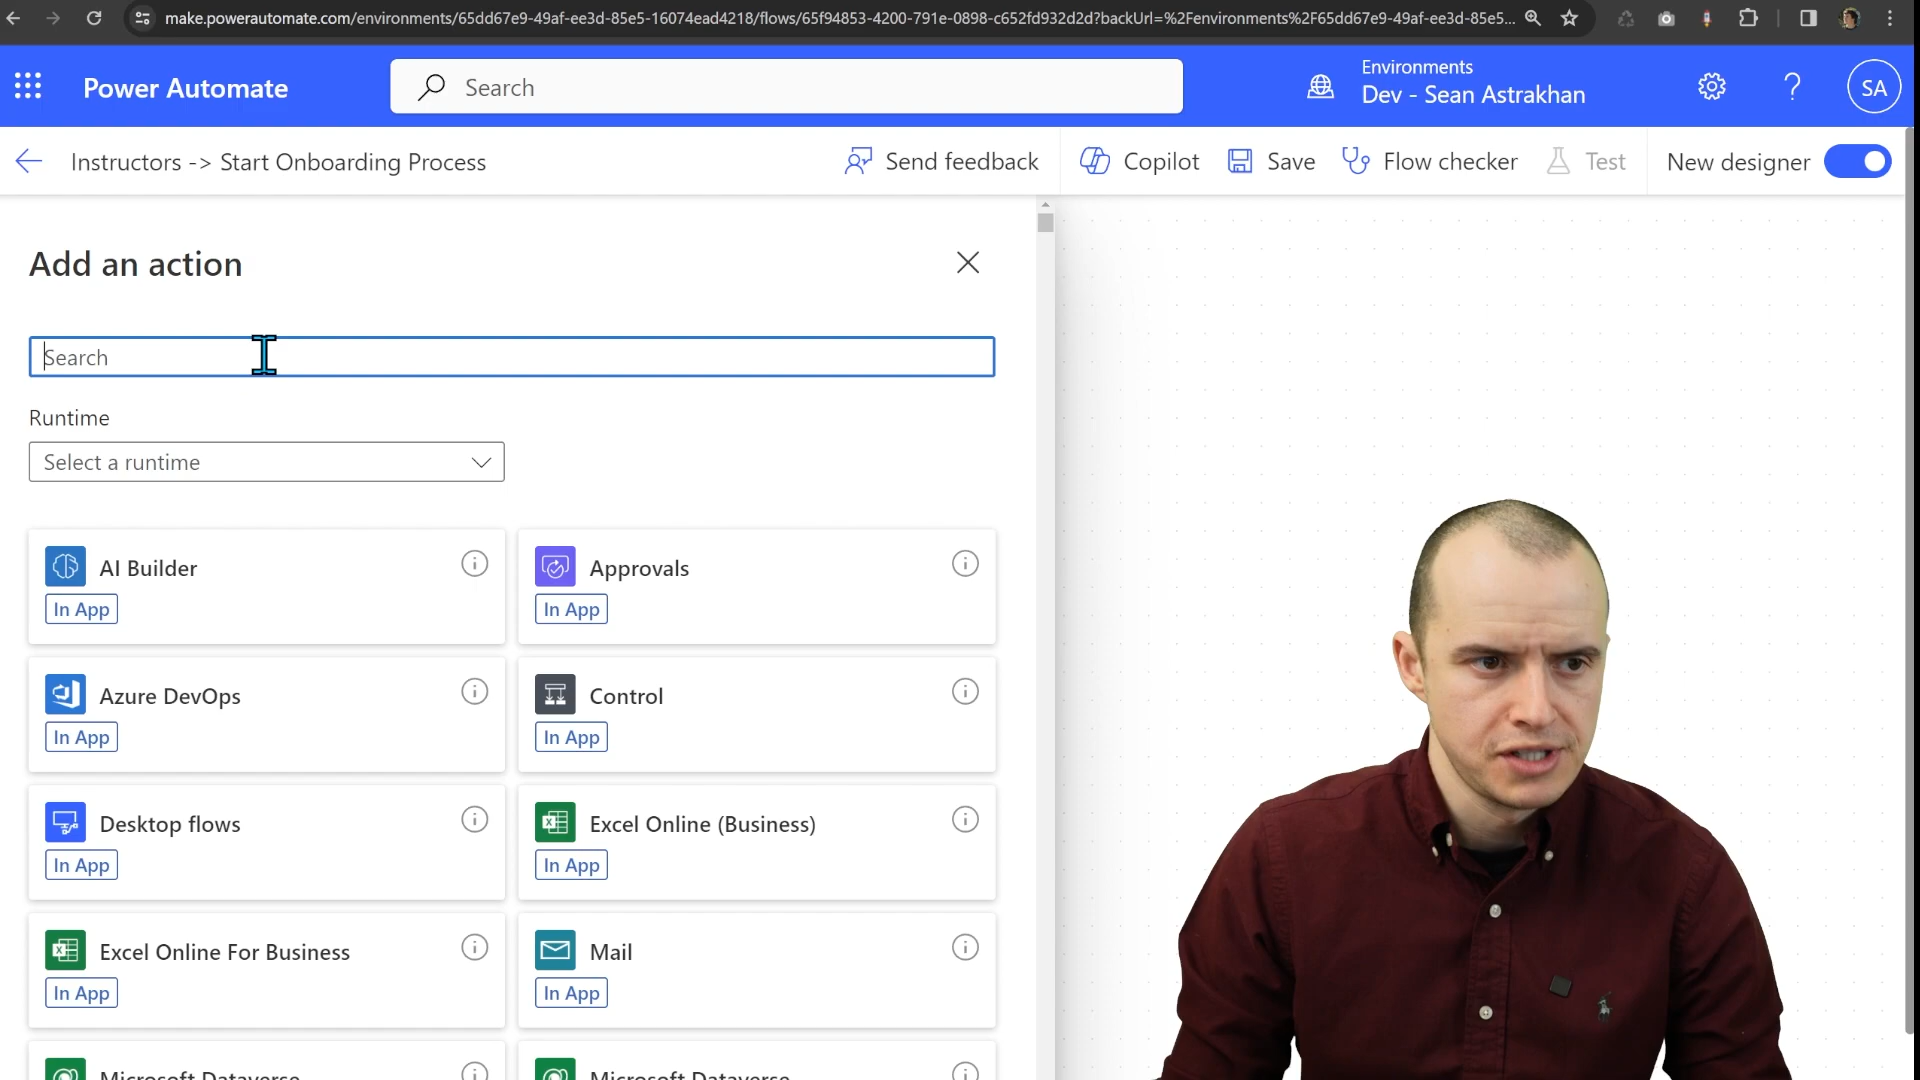 make.powerautomate.com/environments/65dd67e9-49af-ee3d-85e5-16074ead4218/flows/65f94853-4200-791e-0898-c652fd932d2d?backUrl=%2Fenvironments%2F65dd67e9-49af-ee3d-85e5...
Power Automate
Search
Environments
Dev - Sean Astrakhan
?
SA
Instructors -> Start Onboarding Process
Send feedback
Copilot
Save
Flow checker
Test
New designer
Add an action
Search
Runtime
Select a runtime
AI Builder
In App
Approvals
In App
Azure DevOps
In App
Control
In App
Desktop flows
In App
Excel Online (Business)
In App
Excel Online For Business
In App
Mail
In App
Microsoft Dataverse
Microsoft Dataverse